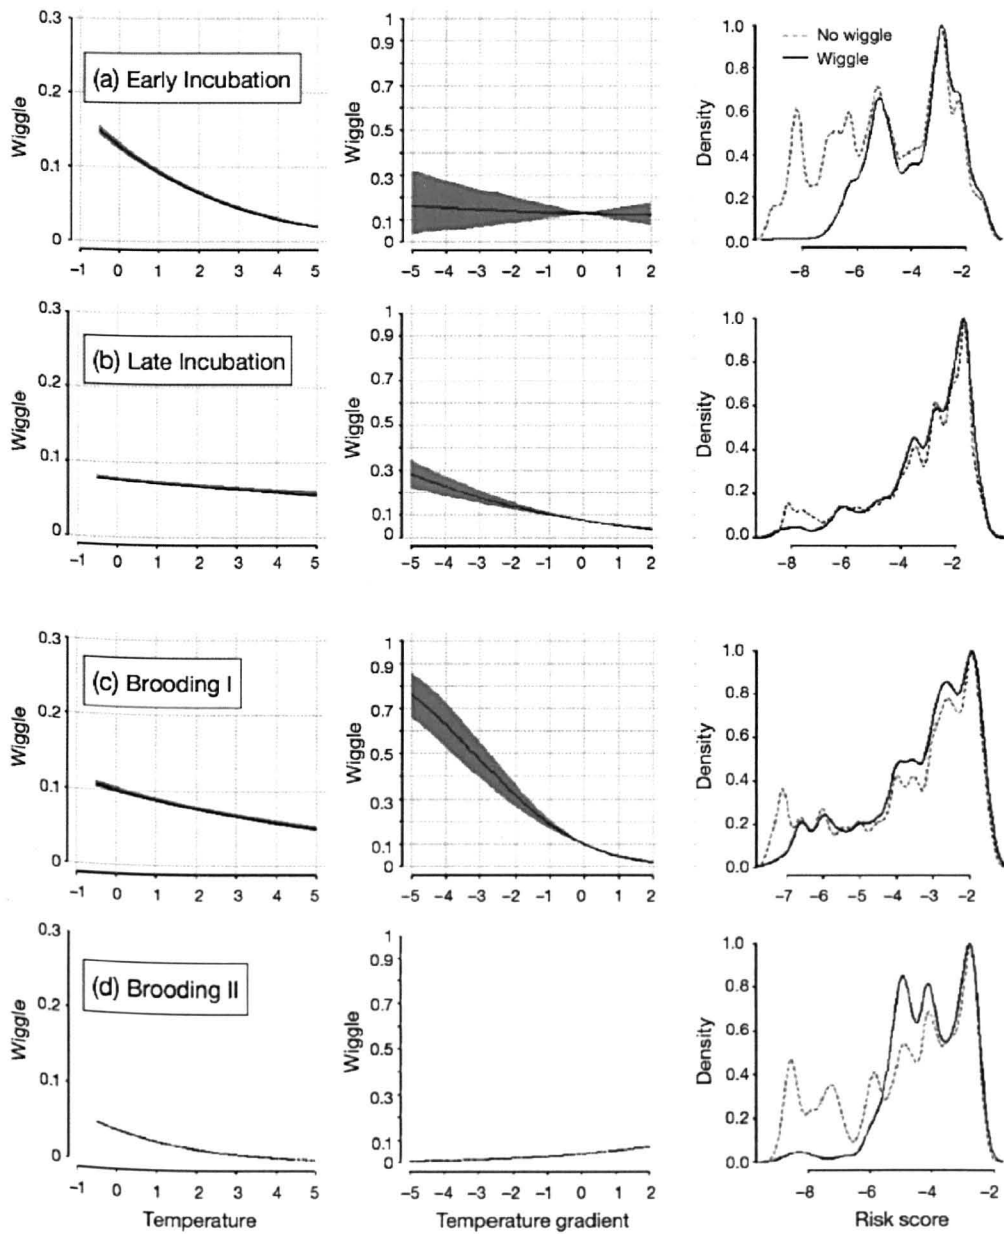 0.3
0.2
0.1
0
Wiggle
(a) Early Incubation
−1 0 1 2 3 4 5
1
0.9
0.7
0.5
0.3
0.1
0
Wiggle
−5 −4 −3 −2 −1 0 1 2
1.0
0.8
0.6
0.4
0.2
0.0
Density
No wiggle
Wiggle
−8 −6 −4 −2
0.3
0.2
0.1
0
Wiggle
(b) Late Incubation
−1 0 1 2 3 4 5
1
0.9
0.7
0.5
0.3
0.1
0
Wiggle
−5 −4 −3 −2 −1 0 1 2
1.0
0.8
0.6
0.4
0.2
0.0
Density
−8 −6 −4 −2
0.3
0.2
0.1
0
Wiggle
(c) Brooding I
−1 0 1 2 3 4 5
1
0.9
0.7
0.5
0.3
0.1
0
Wiggle
−5 −4 −3 −2 −1 0 1 2
1.0
0.8
0.6
0.4
0.2
0.0
Density
−7 −6 −5 −4 −3 −2
0.3
0.2
0.1
0
Wiggle
(d) Brooding II
−1 0 1 2 3 4 5
Temperature
1
0.9
0.7
0.5
0.3
0.1
0
Wiggle
−5 −4 −3 −2 −1 0 1 2
Temperature gradient
1.0
0.8
0.6
0.4
0.2
0.0
Density
−8 −6 −4 −2
Risk score